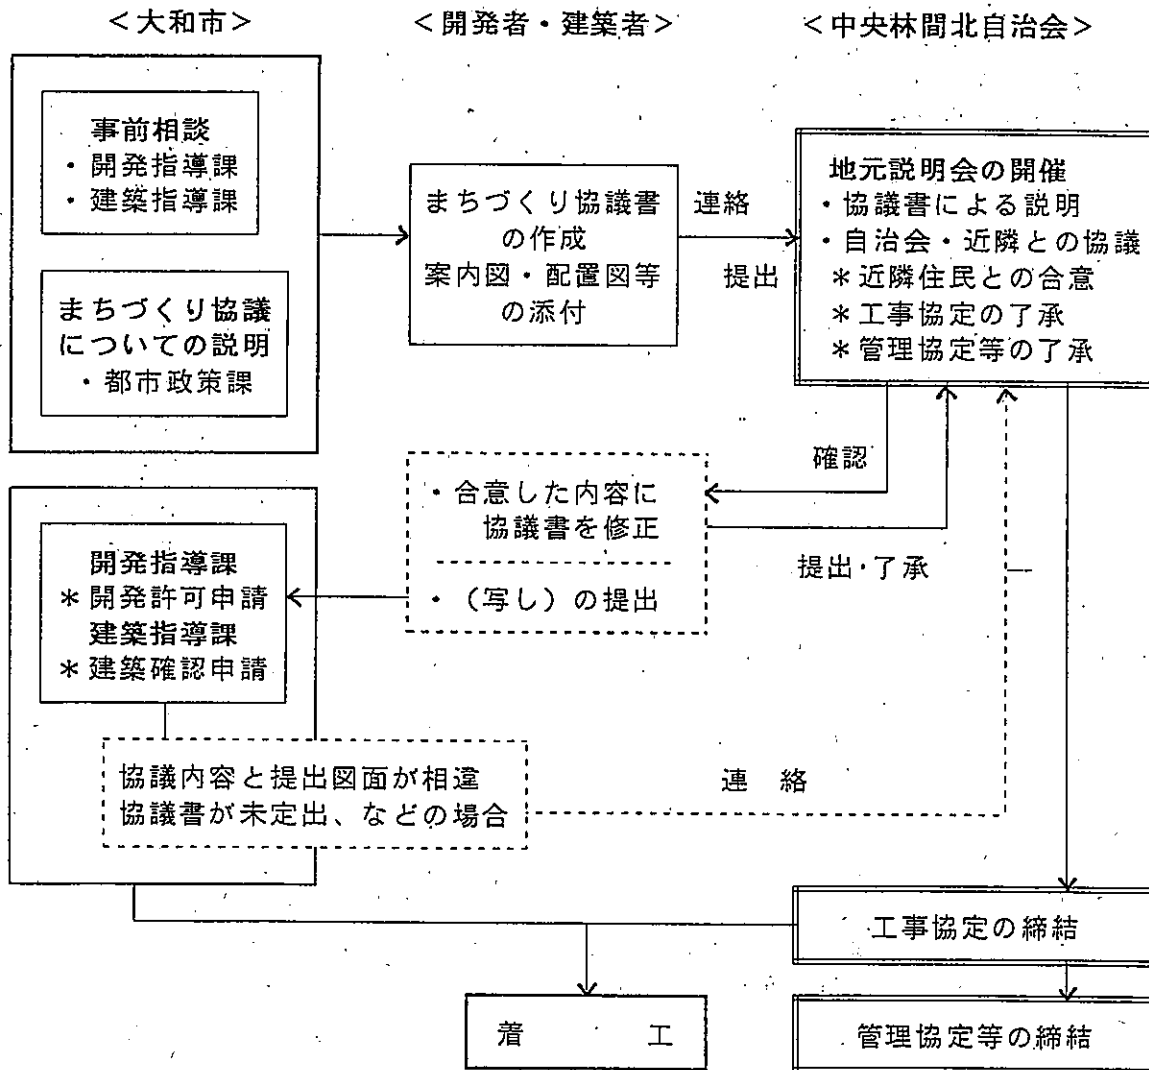 ＜大和市＞
＜開発者・建築者＞
＜中央林間北自治会＞
事前相談
・開発指導課
・建築指導課
まちづくり協議
についての説明
・都市政策課
まちづくり協議書
の作成
案内図・配置図等
の添付
連絡
提出
地元説明会の開催
・協議書による説明
・自治会・近隣との協議
＊近隣住民との合意
＊工事協定の了承
＊管理協定等の了承
確認
・合意した内容に
協議書を修正
・（写し）の提出
提出・了承
開発指導課
＊開発許可申請
建築指導課
＊建築確認申請
協議内容と提出図面が相違
協議書が未定出、などの場合
連　絡
工事協定の締結
着　　　工
管理協定等の締結